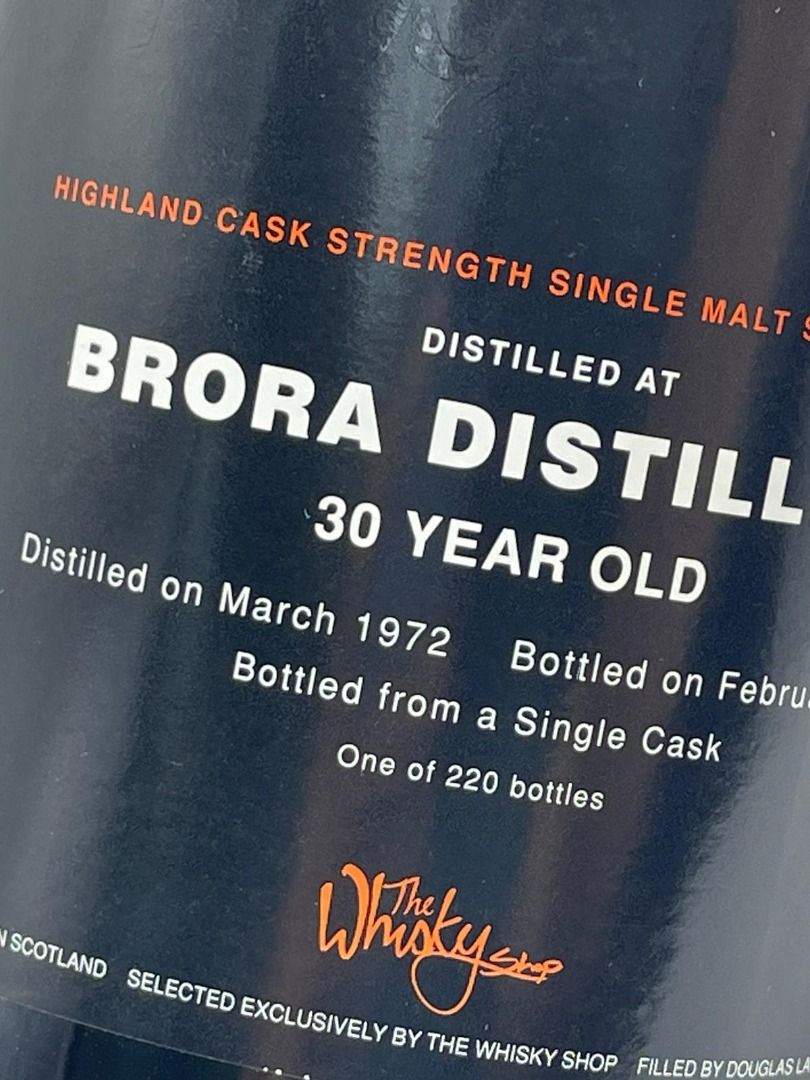 HIGHLAND CASK STRENGTH SINGLE MALT S
DISTILLED AT
BRORA DISTILL
30 YEAR OLD
Distilled on March 1972 Bottled on Februa
Bottled from a Single Cask
One of 220 bottles
The
Whisky Shop
N SCOTLAND SELECTED EXCLUSIVELY BY THE WHISKY SHOP FILLED BY DOUGLAS LA